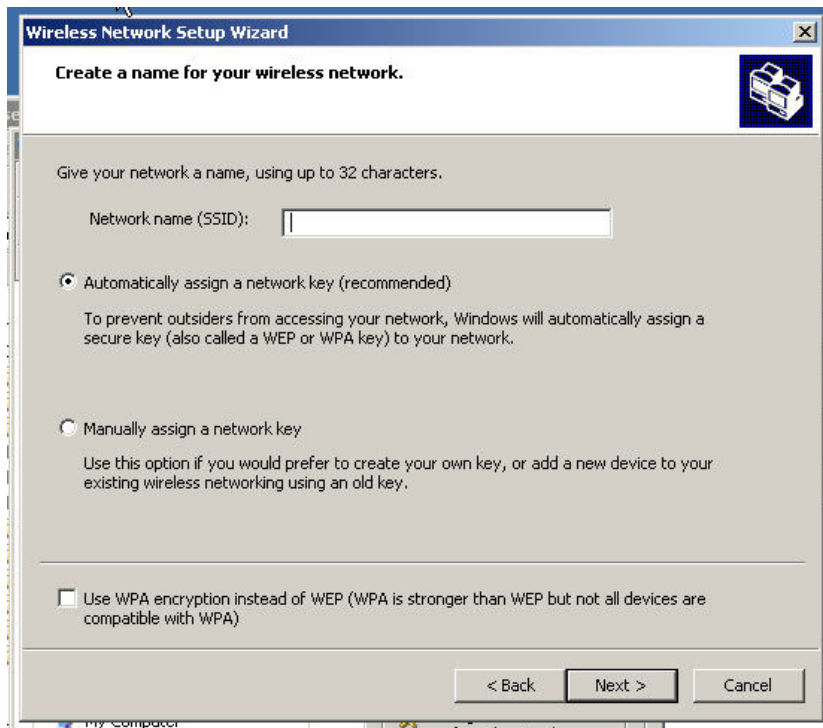 Wireless Network Setup Wizard
Create a name for your wireless network.
Give your network a name, using up to 32 characters.
Network name (SSID):
Automatically assign a network key (recommended)
To prevent outsiders from accessing your network, Windows will automatically assign a
secure key (also called a WEP or WPA key) to your network.
Manually assign a network key
Use this option if you would prefer to create your own key, or add a new device to your
existing wireless networking using an old key.
Use WPA encryption instead of WEP (WPA is stronger than WEP but not all devices are
compatible with WPA)
< Back Next > Cancel
My Computer